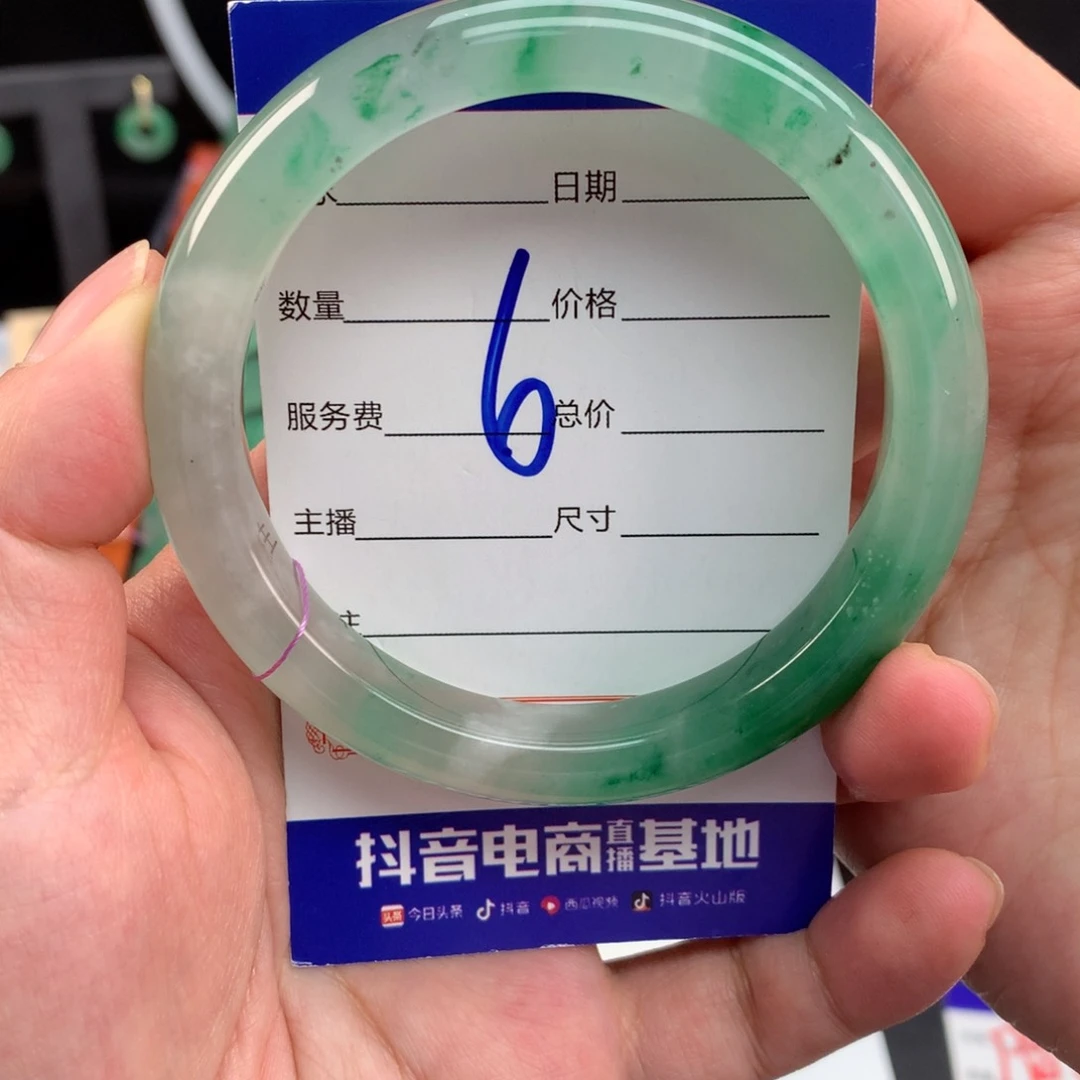 日期
数量 价格
6
服务费 总价
主播 尺寸
抖音电商直播基地
头条 今日头条 抖音 西瓜视频 抖音火山版